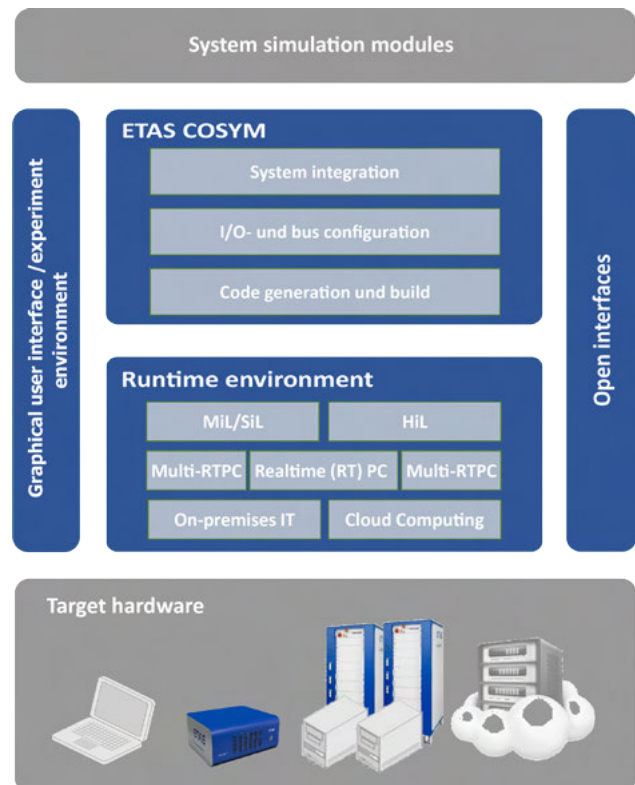 System simulation modules
Graphical user interface /experiment
environment
ETAS COSYM
System integration
I/O- und bus configuration
Code generation und build
Open interfaces
Runtime environment
MiL/SiL
HiL
Multi-RTPC
Realtime (RT) PC
Multi-RTPC
On-premises IT
Cloud Computing
Target hardware
ETAS